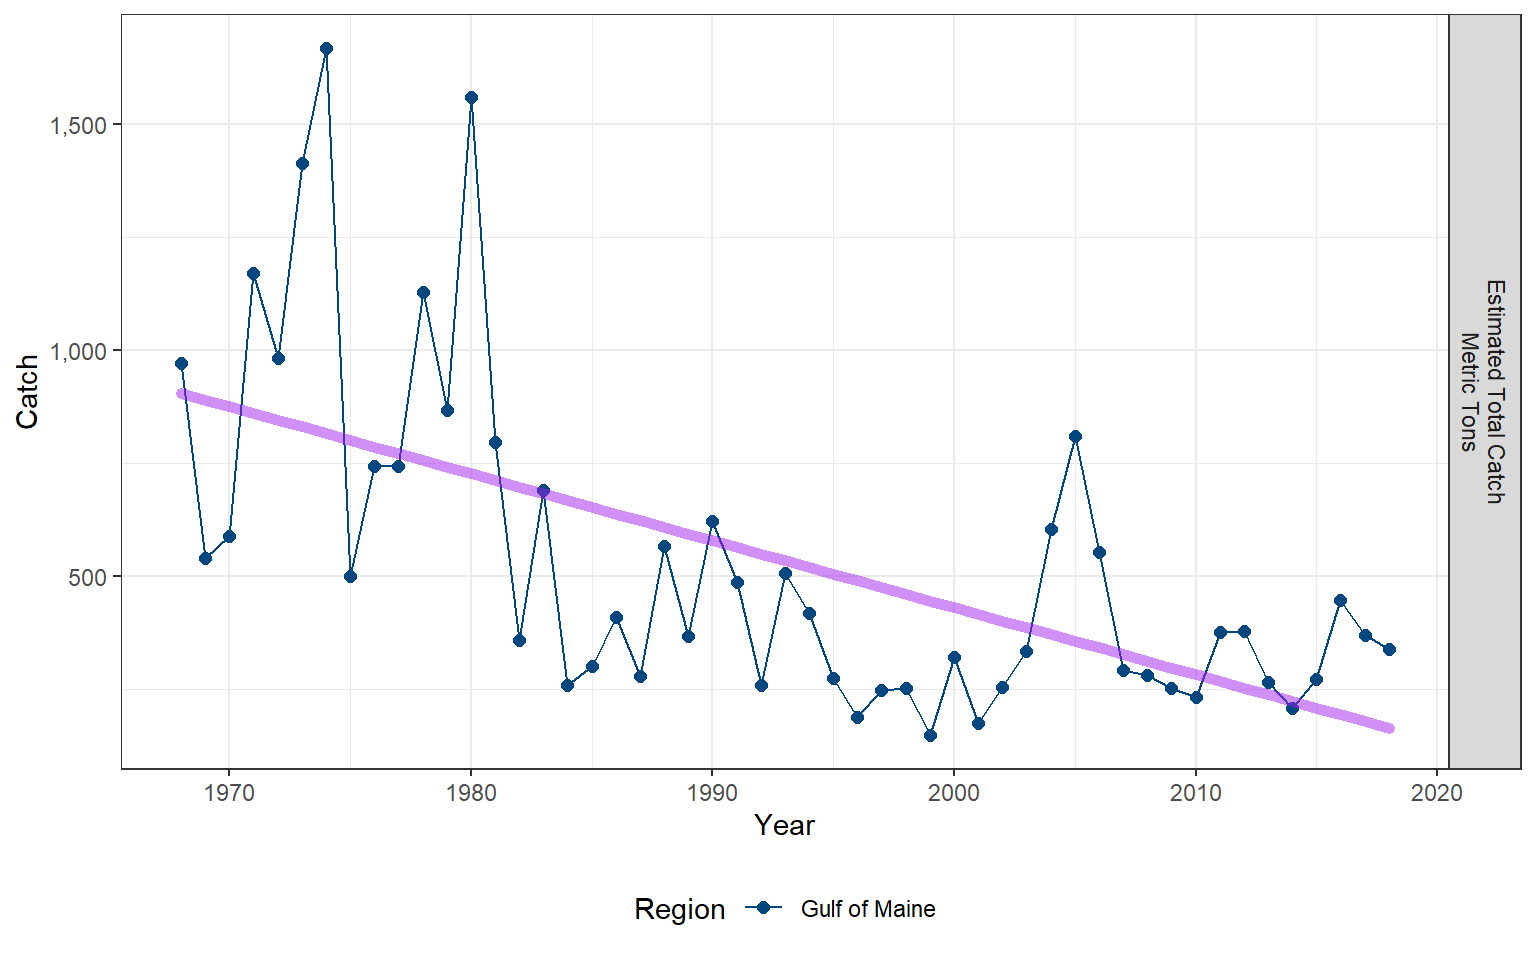 1,500
1,000
500
Catch
Estimated Total Catch
Metric Tons
1970 1980 1990 2000 2010 2020
Year
Region Gulf of Maine